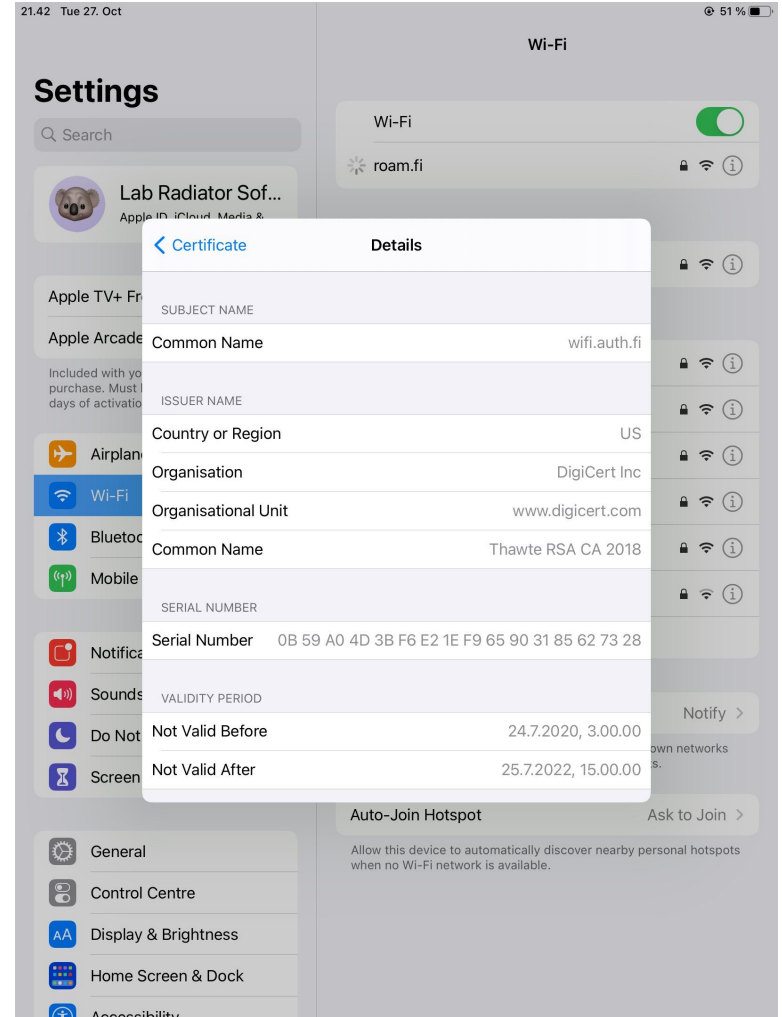 21.42 Tue 27. Oct
51 %
Settings
Search
Lab Radiator Sof...
Apple ID, iCloud, Media &
Apple TV+ Fr
Apple Arcade
Included with yo
purchase. Must
days of activatio
Airplan
Wi-Fi
Bluetoo
Mobile
Notifica
Sounds
Do Not
Screen
General
Control Centre
AA Display & Brightness
Home Screen & Dock
Accessibility
Wi-Fi
Wi-Fi
roam.fi
Certificate
Details
SUBJECT NAME
Common Name wifi.auth.fi
ISSUER NAME
Country or Region US
Organisation DigiCert Inc
Organisational Unit www.digicert.com
Common Name Thawte RSA CA 2018
SERIAL NUMBER
Serial Number 0B 59 A0 4D 3B F6 E2 1E F9 65 90 31 85 62 73 28
VALIDITY PERIOD
Not Valid Before 24.7.2020, 3.00.00
Not Valid After 25.7.2022, 15.00.00
Notify
own networks
s.
Auto-Join Hotspot Ask to Join
Allow this device to automatically discover nearby personal hotspots
when no Wi-Fi network is available.